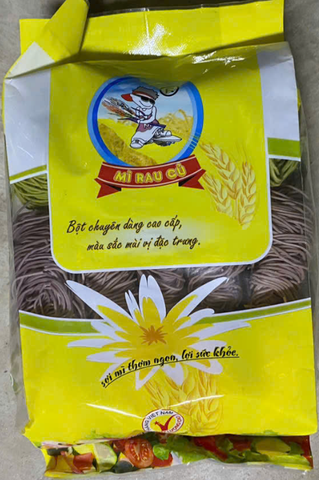 MÌ RAU CỦ
Bột chuyên dùng cao cấp,
màu sắc mùi vị đặc trưng.
sợi mì thơm ngon, lợi sức khỏe.